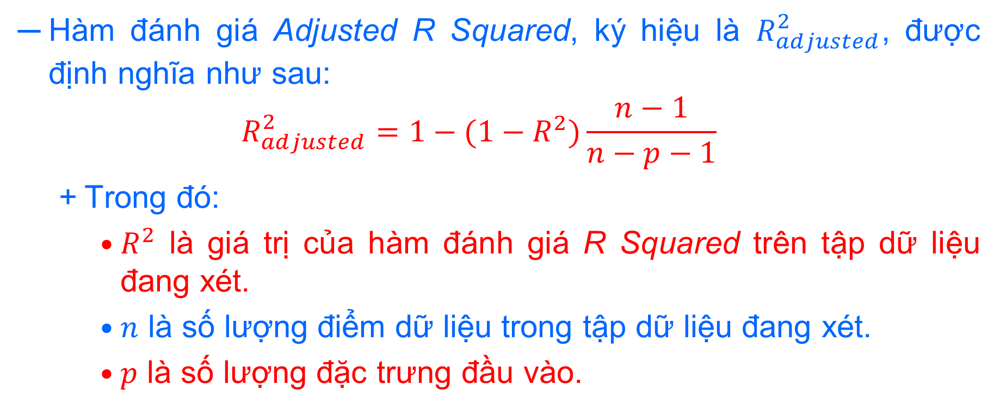 — Hàm đánh giá Adjusted R Squared, ký hiệu là $R^2_{adjusted}$, được
định nghĩa như sau:
$R^2_{adjusted} = 1 - (1 - R^2)\frac{n - 1}{n - p - 1}$
+ Trong đó:
• $R^2$ là giá trị của hàm đánh giá R Squared trên tập dữ liệu
đang xét.
• $n$ là số lượng điểm dữ liệu trong tập dữ liệu đang xét.
• $p$ là số lượng đặc trưng đầu vào.